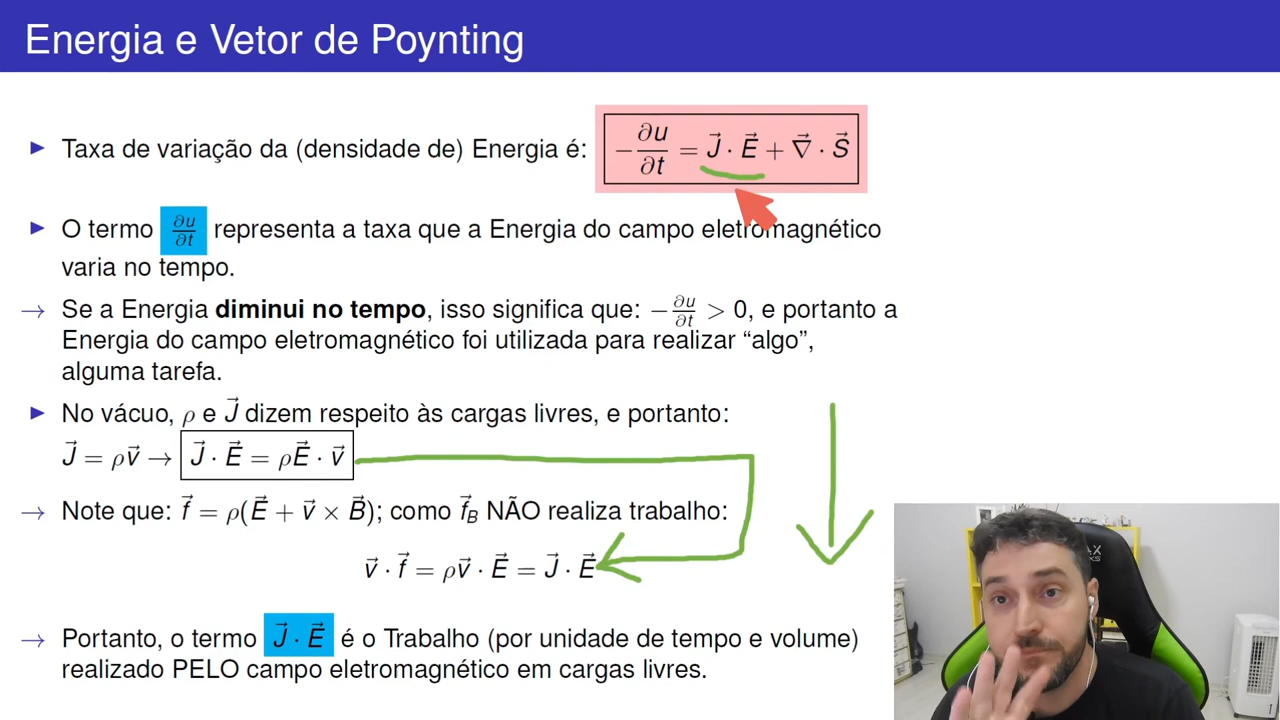 Energia e Vetor de Poynting
▶ Taxa de variação da (densidade de) Energia é: −∂u/∂t = J⃗ · E⃗ + ∇⃗ · S⃗
▶ O termo ∂u/∂t representa a taxa que a Energia do campo eletromagnético
varia no tempo.
→ Se a Energia diminui no tempo, isso significa que: −∂u/∂t > 0, e portanto a
Energia do campo eletromagnético foi utilizada para realizar “algo”,
alguma tarefa.
▶ No vácuo, ρ e J⃗ dizem respeito às cargas livres, e portanto:
J⃗ = ρv⃗ → J⃗ · E⃗ = ρE⃗ · v⃗
→ Note que: f⃗ = ρ(E⃗ + v⃗ × B⃗); como f⃗_B NÃO realiza trabalho:
v⃗ · f⃗ = ρv⃗ · E⃗ = J⃗ · E⃗
→ Portanto, o termo J⃗ · E⃗ é o Trabalho (por unidade de tempo e volume)
realizado PELO campo eletromagnético em cargas livres.